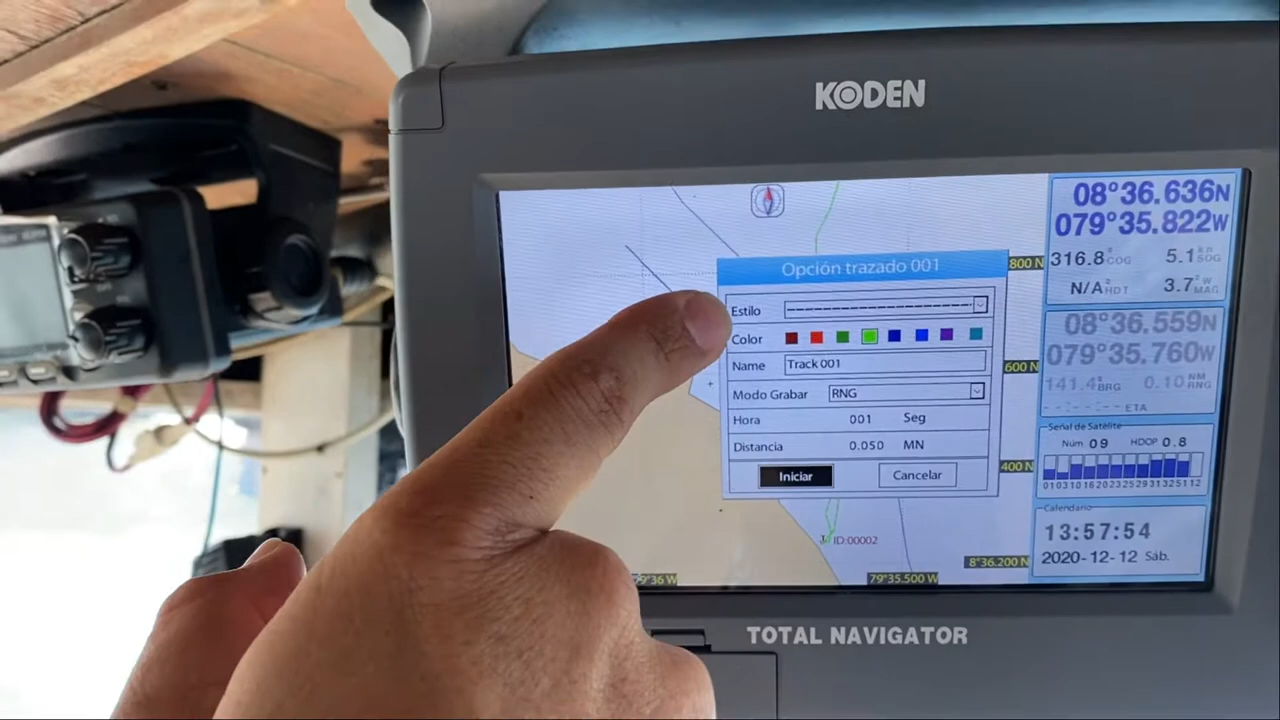 KODEN
Opción trazado 001
Estilo
Color
Name Track 001
Modo Grabar RNG
Hora 001 Seg
Distancia 0.050 MN
Iniciar Cancelar
ID:00002
800 N
600 N
400 N
8°36.200 N
79°35.500 W
9°36 W
08°36.636N
079°35.822W
316.8° COG 5.1 kn SOG
N/A° HDT 3.7° W MAG
08°36.559N
079°35.760W
141.4° BRG 0.10 NM RNG
ETA
Señal de Satélite
Núm 09 HDOP 0.8
01 03 10 16 20 23 25 29 31 32 51 12
Calendario
13:57:54
2020-12-12 Sáb.
TOTAL NAVIGATOR